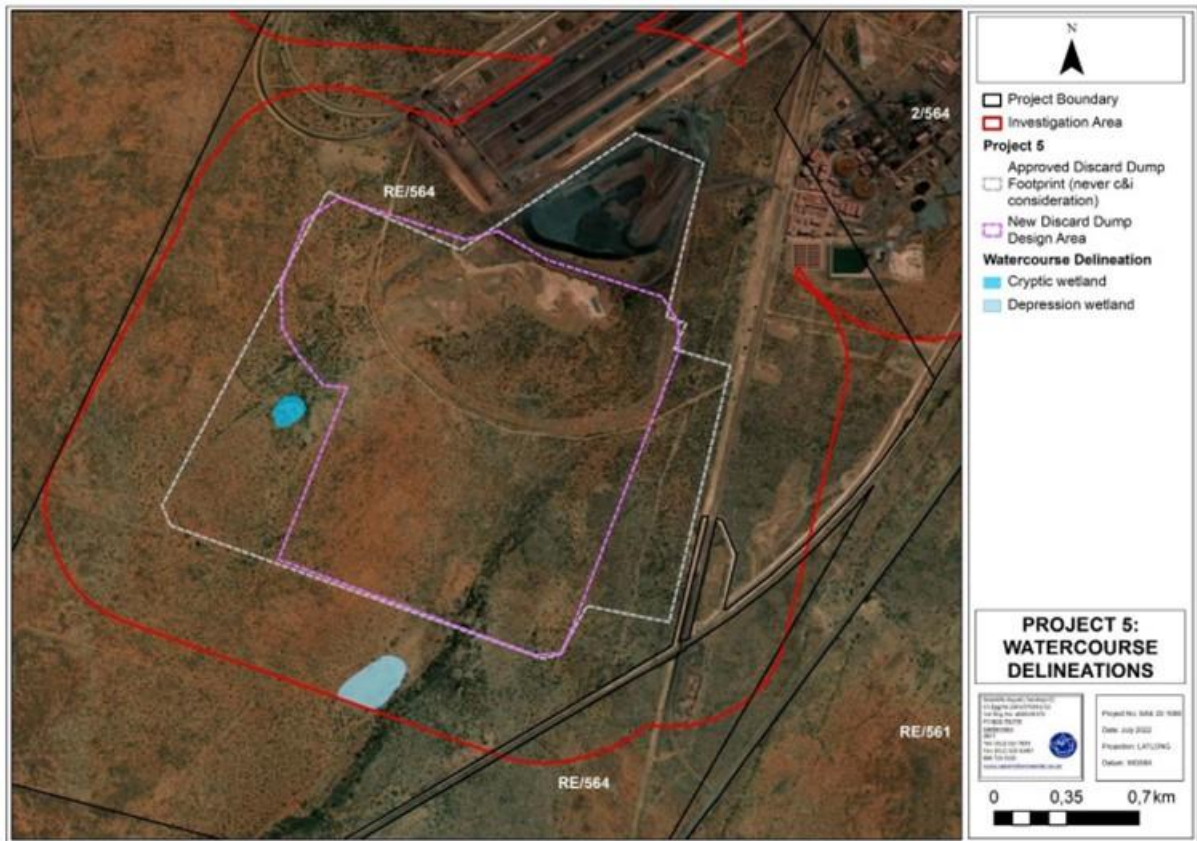 RE/564
2/564
RE/561
RE/564
N
Project Boundary
Investigation Area
Project 5
Approved Discard Dump
Footprint (never c&i
consideration)
New Discard Dump
Design Area
Watercourse Delineation
Cryptic wetland
Depression wetland
PROJECT 5:
WATERCOURSE
DELINEATIONS
Date: July 2022
Projection: LATLONG
0 0,35 0,7 km